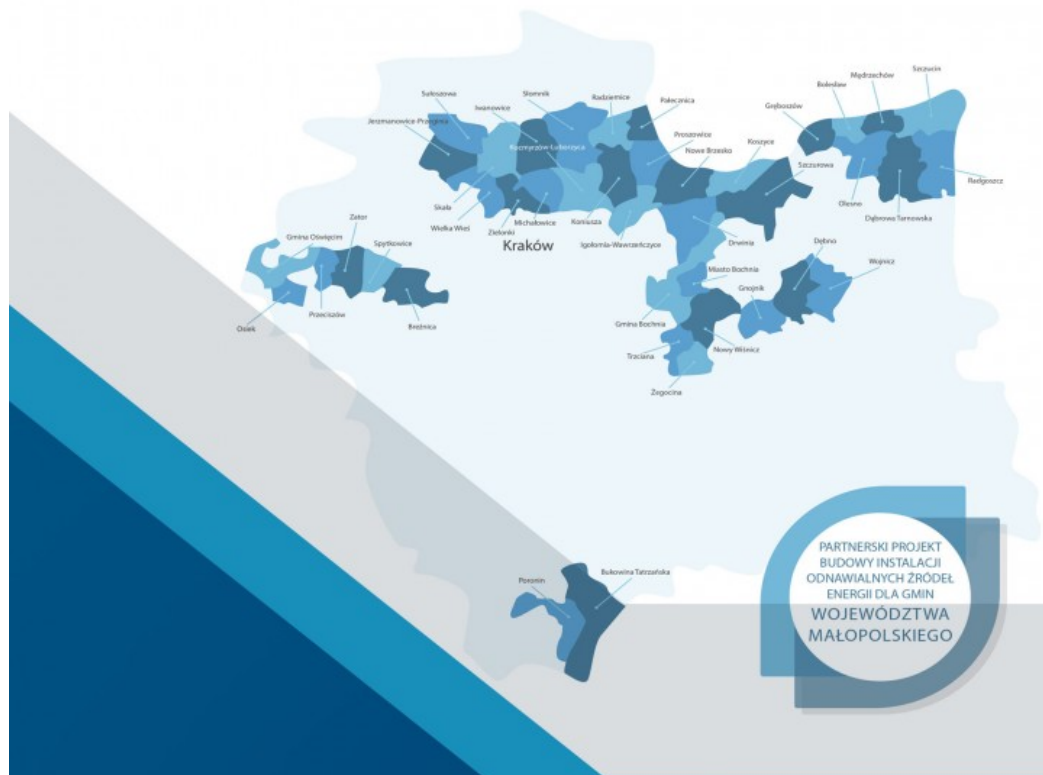 Szczucin
Mędrzechów
Bolesław
Gręboszów
Sułoszowa
Słomnik
Radziemice
Pałecznica
Iwanowice
Jerzmanowice-Przeginia
Kocmyrzów-Luborzyca
Proszowice
Nowe Brzesko
Koszyce
Szczurowa
Radgoszcz
Olesno
Dąbrowa Tarnowska
Skała
Wielka Wieś
Zielonki
Michałowice
Koniusza
Igołomia-Wawrzeńczyce
Kraków
Drwinia
Zator
Gmina Oświęcim
Spytkowice
Dębno
Wojnicz
Miasto Bochnia
Gnojnik
Osiek
Przeciszów
Brzeźnica
Gmina Bochnia
Nowy Wiśnicz
Trzciana
Żegocina
Poronin
Bukowina Tatrzańska
PARTNERSKI PROJEKT
BUDOWY INSTALACJI
ODNAWIALNYCH ŹRÓDEŁ
ENERGII DLA GMIN
WOJEWÓDZTWA
MAŁOPOLSKIEGO